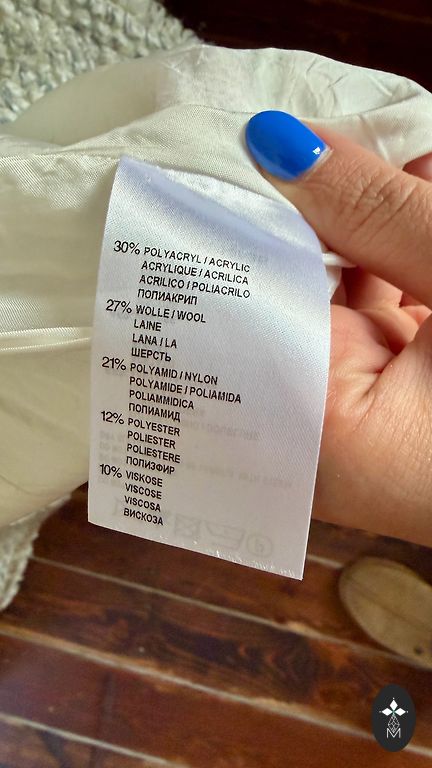 30% POLYACRYL / ACRYLIC
ACRYLIQUE / ACRILICA
ACRILICO / POLIACRILO
ПОЛИАКРИЛ
27% WOLLE / WOOL
LAINE
LANA / LA
ШЕРСТЬ
21% POLYAMID / NYLON
POLYAMIDE / POLIAMIDA
POLIAMMIDICA
ПОЛИАМИД
12% POLYESTER
POLIESTER
POLIESTERE
ПОЛИЭФИР
10% VISKOSE
VISCOSE
VISCOSA
ВИСКОЗА
M